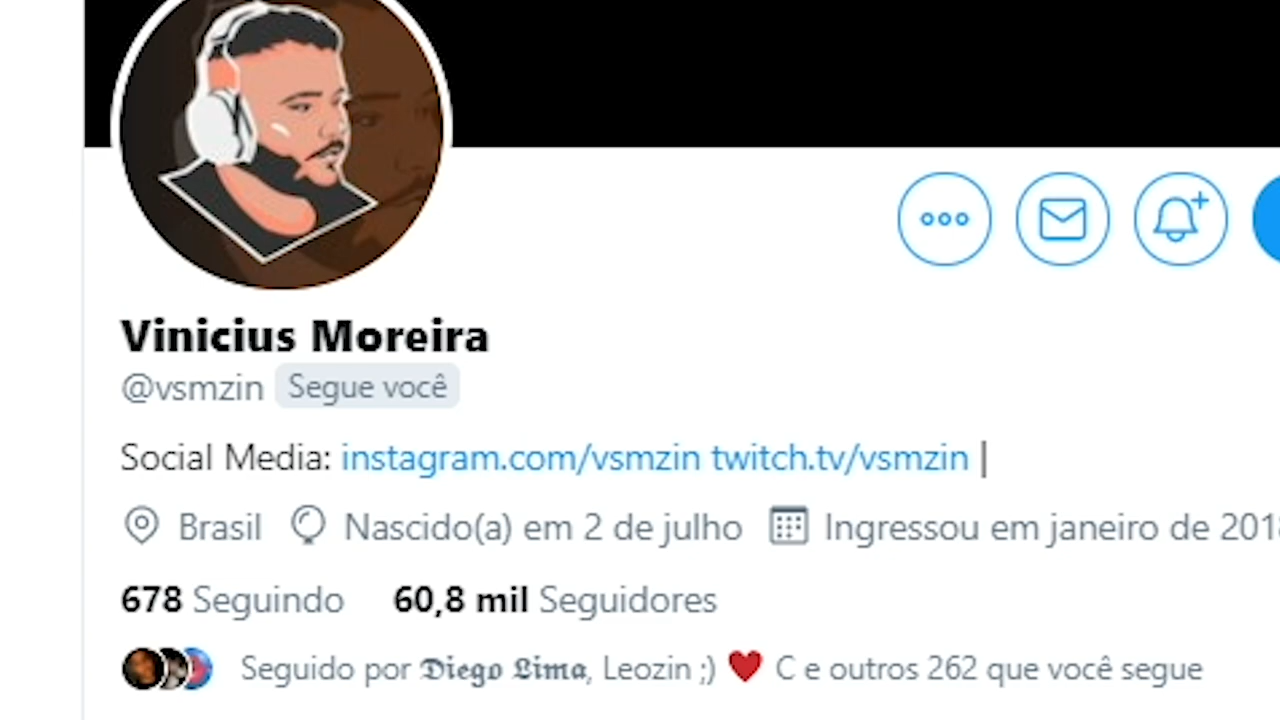 Vinicius Moreira
@vsmzin Segue você
Social Media: instagram.com/vsmzin twitch.tv/vsmzin |
Brasil Nascido(a) em 2 de julho Ingressou em janeiro de
678 Seguindo 60,8 mil Seguidores
Seguido por 𝕯𝖎𝖊𝖌𝖔 𝕷𝖎𝖒𝖆, Leozin ;) ♥ C e outros 262 que você segue